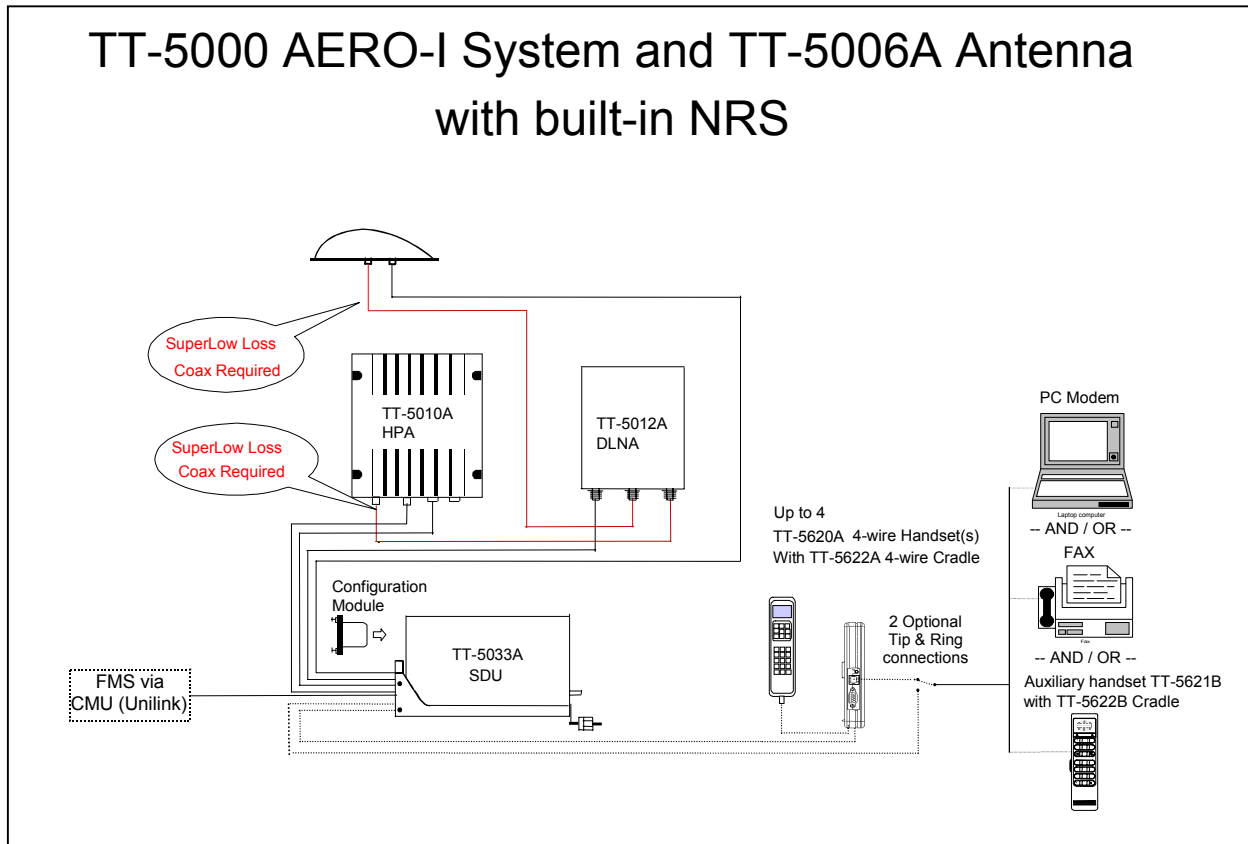 TT-5000 AERO-I System and TT-5006A Antenna
with built-in NRS
SuperLow Loss
Coax Required
TT-5010A
HPA
TT-5012A
DLNA
SuperLow Loss
Coax Required
PC Modem
Laptop computer
-- AND / OR --
FAX
Fax
-- AND / OR --
Auxiliary handset TT-5621B
with TT-5622B Cradle
Up to 4
TT-5620A 4-wire Handset(s)
With TT-5622A 4-wire Cradle
2 Optional
Tip & Ring
connections
Configuration
Module
TT-5033A
SDU
FMS via
CMU (Unilink)